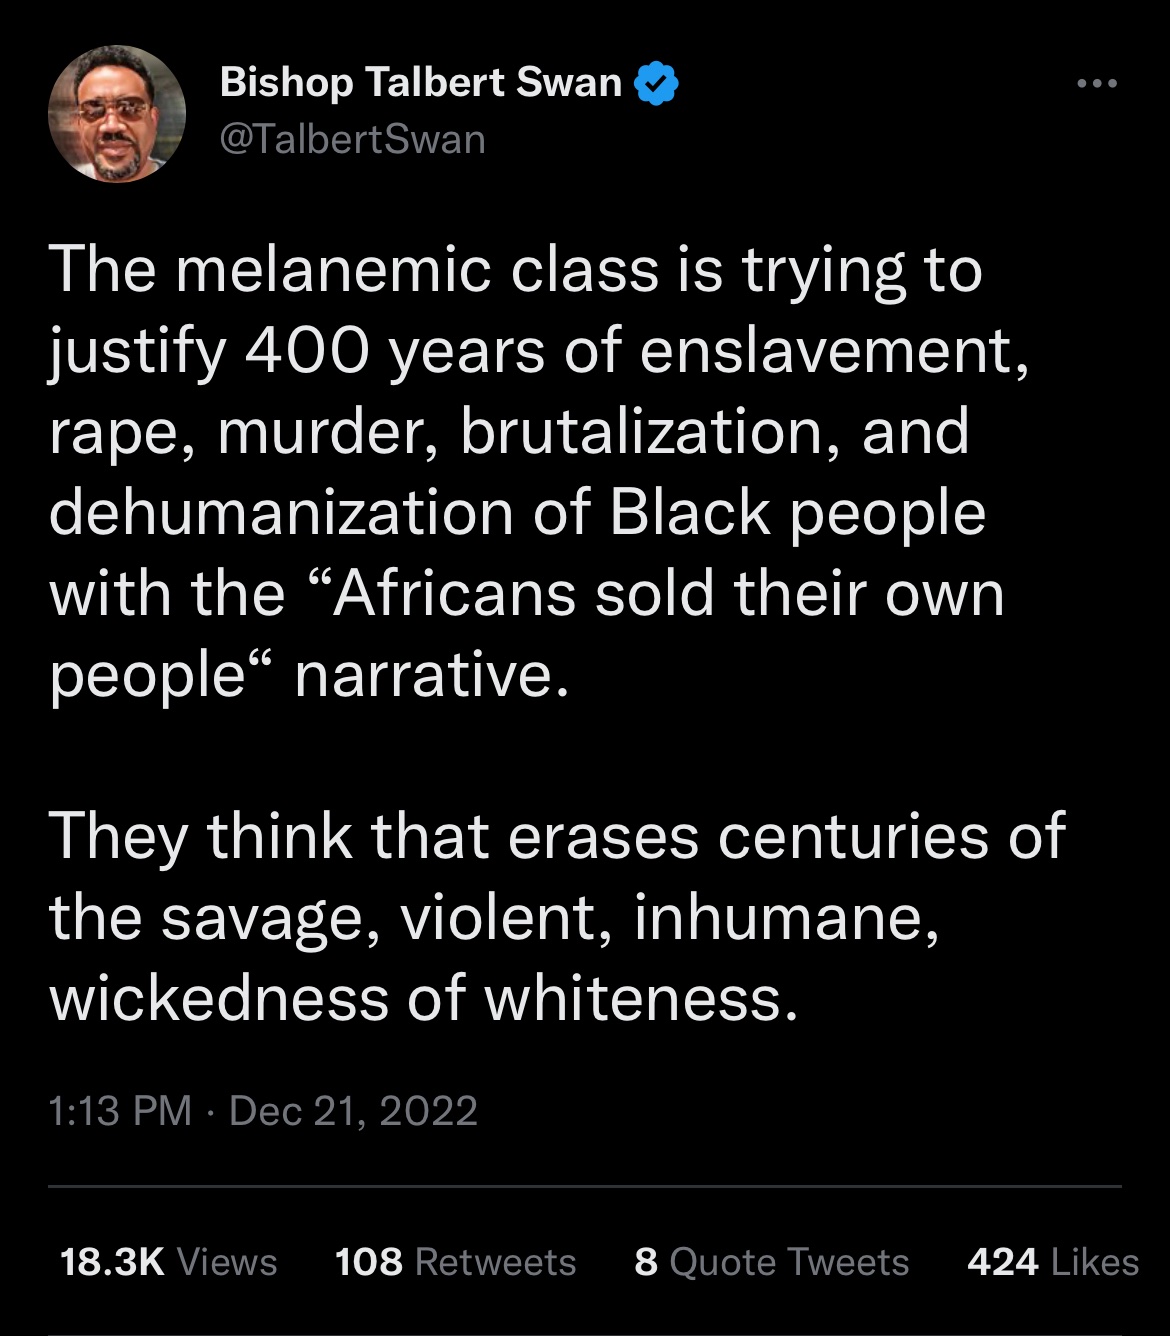 Bishop Talbert Swan
@TalbertSwan
The melanemic class is trying to
justify 400 years of enslavement,
rape, murder, brutalization, and
dehumanization of Black people
with the “Africans sold their own
people“ narrative.
They think that erases centuries of
the savage, violent, inhumane,
wickedness of whiteness.
1:13 PM · Dec 21, 2022
18.3K Views 108 Retweets 8 Quote Tweets 424 Likes